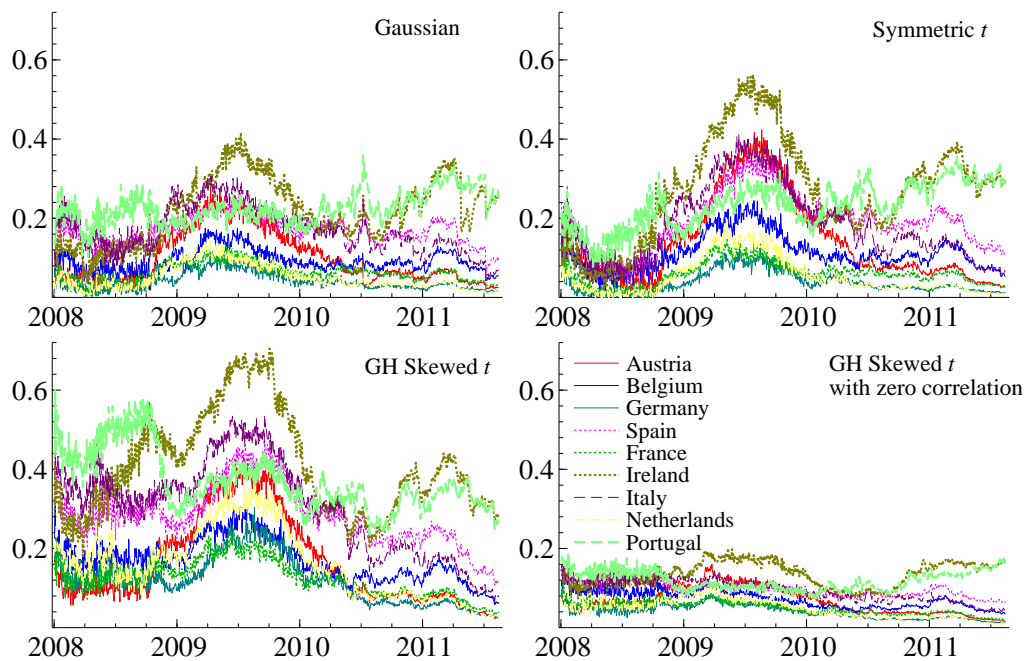 Gaussian
0.6
0.4
0.2
2008 2009 2010 2011
Symmetric t
0.6
0.4
0.2
2008 2009 2010 2011
GH Skewed t
0.6
0.4
0.2
2008 2009 2010 2011
GH Skewed t
with zero correlation
0.6
0.4
0.2
Austria
Belgium
Germany
Spain
France
Ireland
Italy
Netherlands
Portugal
2008 2009 2010 2011